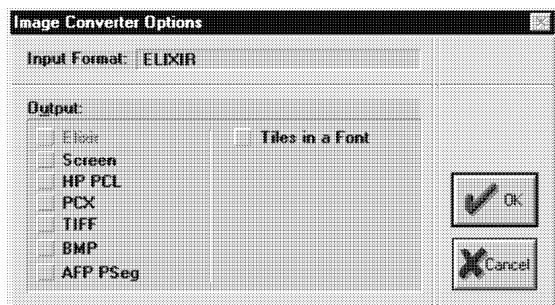 Image Converter Options
Input Format: ELIXIR
Output:
Elixir
Screen
HP PCL
PCX
TIFF
BMP
AFP PSeg
Tiles in a Font
OK
Cancel